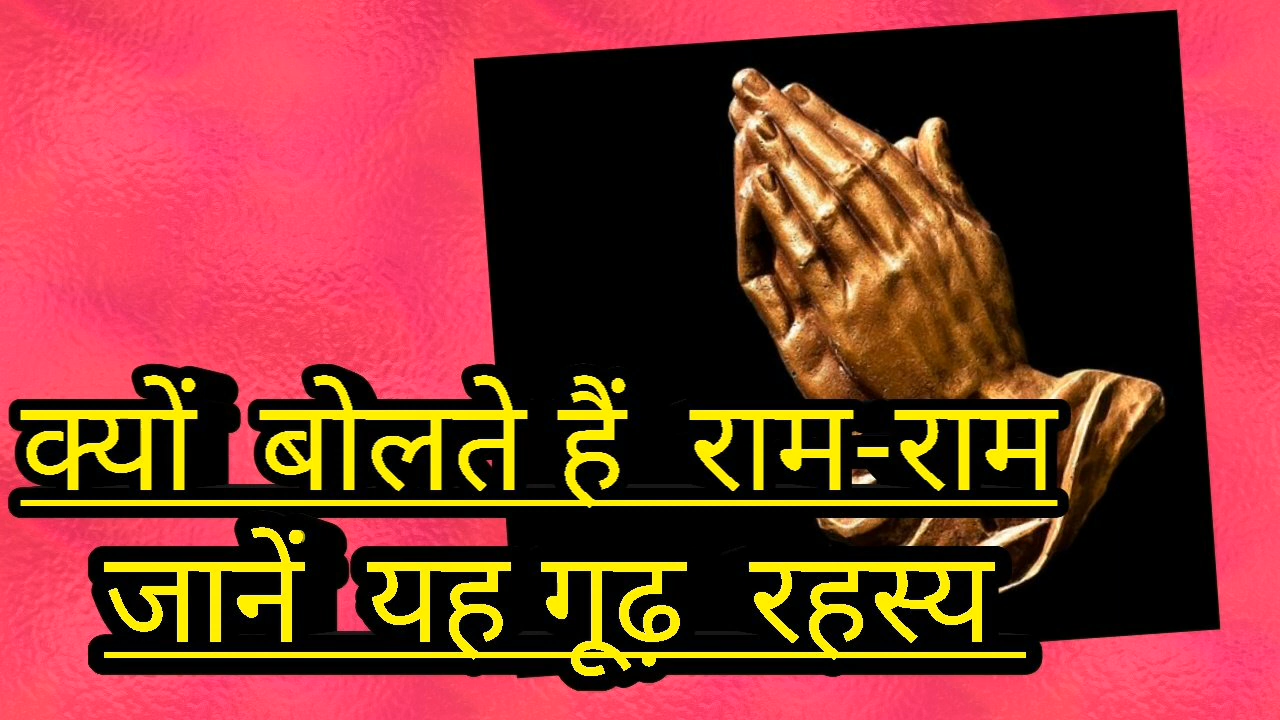 क्यों बोलते हैं राम-राम
जानें यह गूढ़ रहस्य